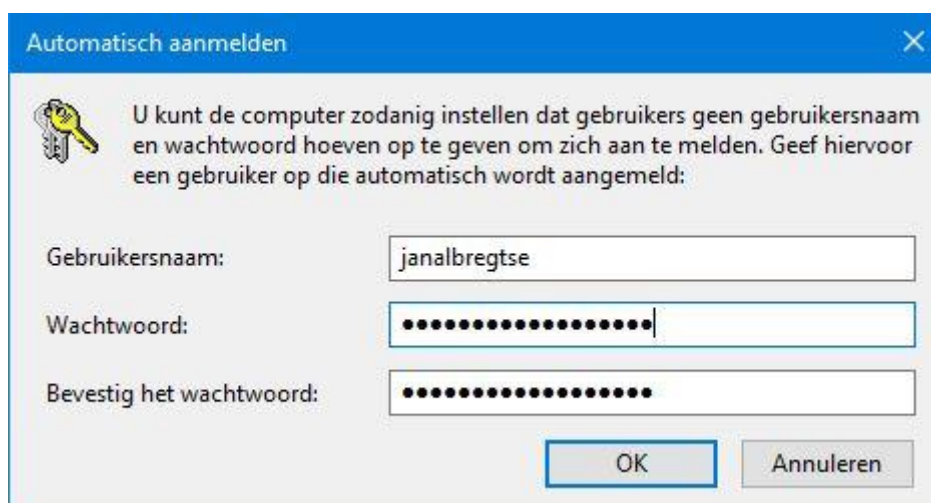 Automatisch aanmelden
U kunt de computer zodanig instellen dat gebruikers geen gebruikersnaam
en wachtwoord hoeven op te geven om zich aan te melden. Geef hiervoor
een gebruiker op die automatisch wordt aangemeld:
Gebruikersnaam: janalbregtse
Wachtwoord: ••••••••••••••••••
Bevestig het wachtwoord: ••••••••••••••••••
OK Annuleren